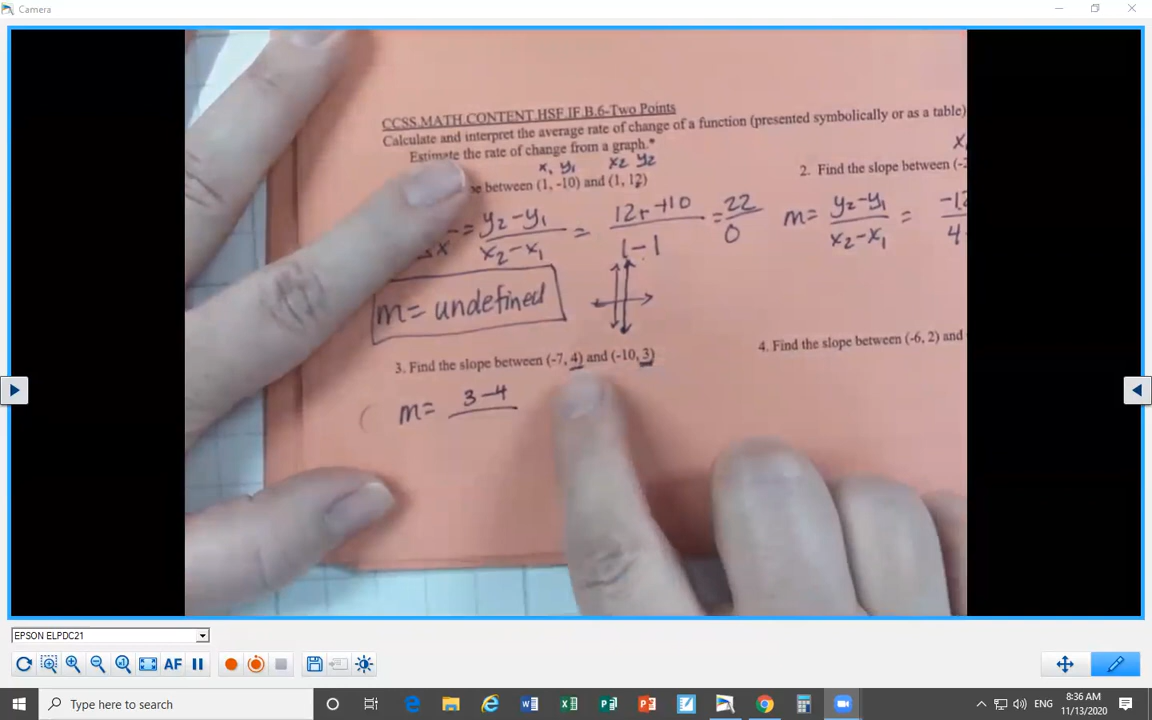 Camera
CCSS.MATH.CONTENT.HSF.IF.B.6-Two Points
Calculate and interpret the average rate of change of a function (presented symbolically or as a table)
Estimate the rate of change from a graph.*
x₁ y₁ x₂ y₂
between (1, -10) and (1, 12)
= y₂-y₁ / x₂-x₁ = 12++10 / 1-1 = 22 / 0
m= undefined
2. Find the slope between (-2
m= y₂-y₁ / x₂-x₁ = -12 / 4
3. Find the slope between (-7, 4) and (-10, 3)
m= 3-4
4. Find the slope between (-6, 2) and
EPSON ELPDC21
AF
Type here to search
ENG
8:36 AM
11/13/2020